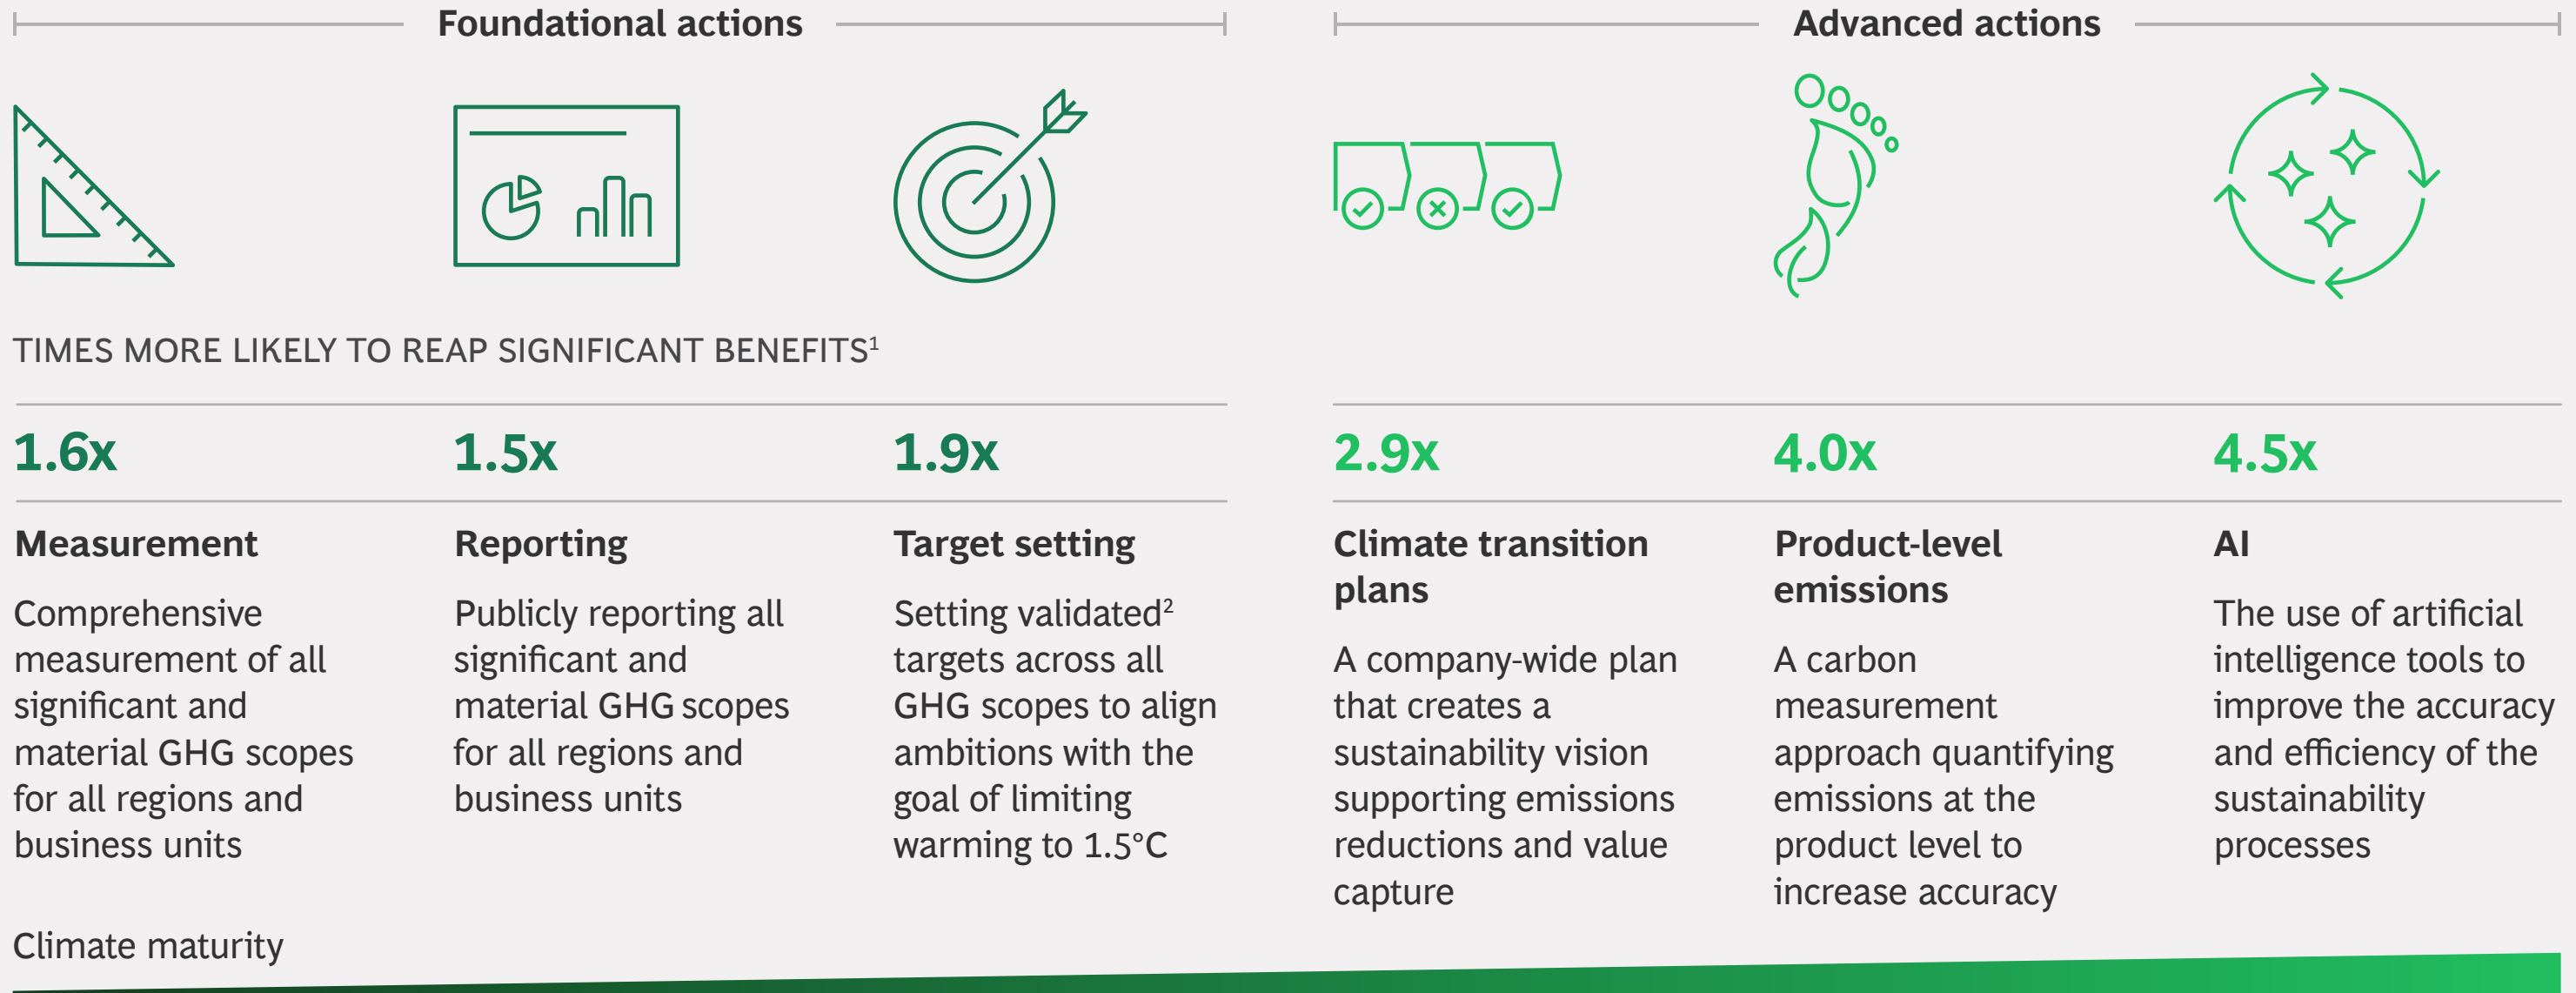 Foundational actions
Advanced actions
TIMES MORE LIKELY TO REAP SIGNIFICANT BENEFITS¹
1.6x
1.5x
1.9x
2.9x
4.0x
4.5x
Measurement
Comprehensive
measurement of all
significant and
material GHG scopes
for all regions and
business units
Reporting
Publicly reporting all
significant and
material GHG scopes
for all regions and
business units
Target setting
Setting validated²
targets across all
GHG scopes to align
ambitions with the
goal of limiting
warming to 1.5°C
Climate transition
plans
A company-wide plan
that creates a
sustainability vision
supporting emissions
reductions and value
capture
Product-level
emissions
A carbon
measurement
approach quantifying
emissions at the
product level to
increase accuracy
AI
The use of artificial
intelligence tools to
improve the accuracy
and efficiency of the
sustainability
processes
Climate maturity